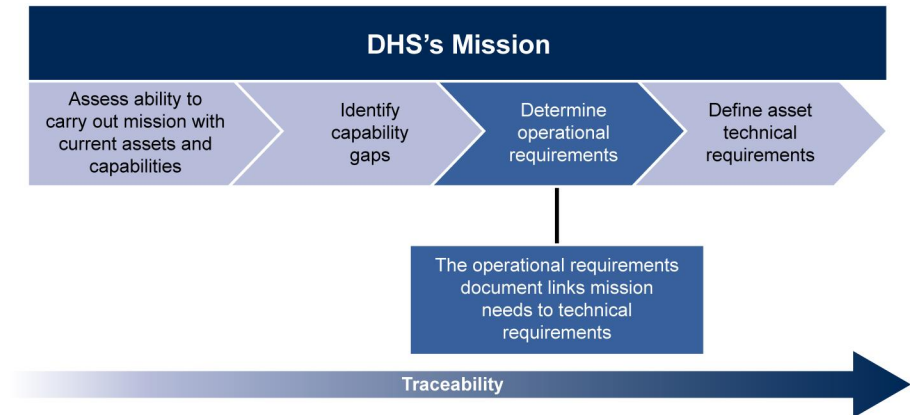 DHS's Mission
Assess ability to
carry out mission with
current assets and
capabilities
Identify
capability
gaps
Determine
operational
requirements
Define asset
technical
requirements
The operational requirements
document links mission
needs to technical
requirements
Traceability